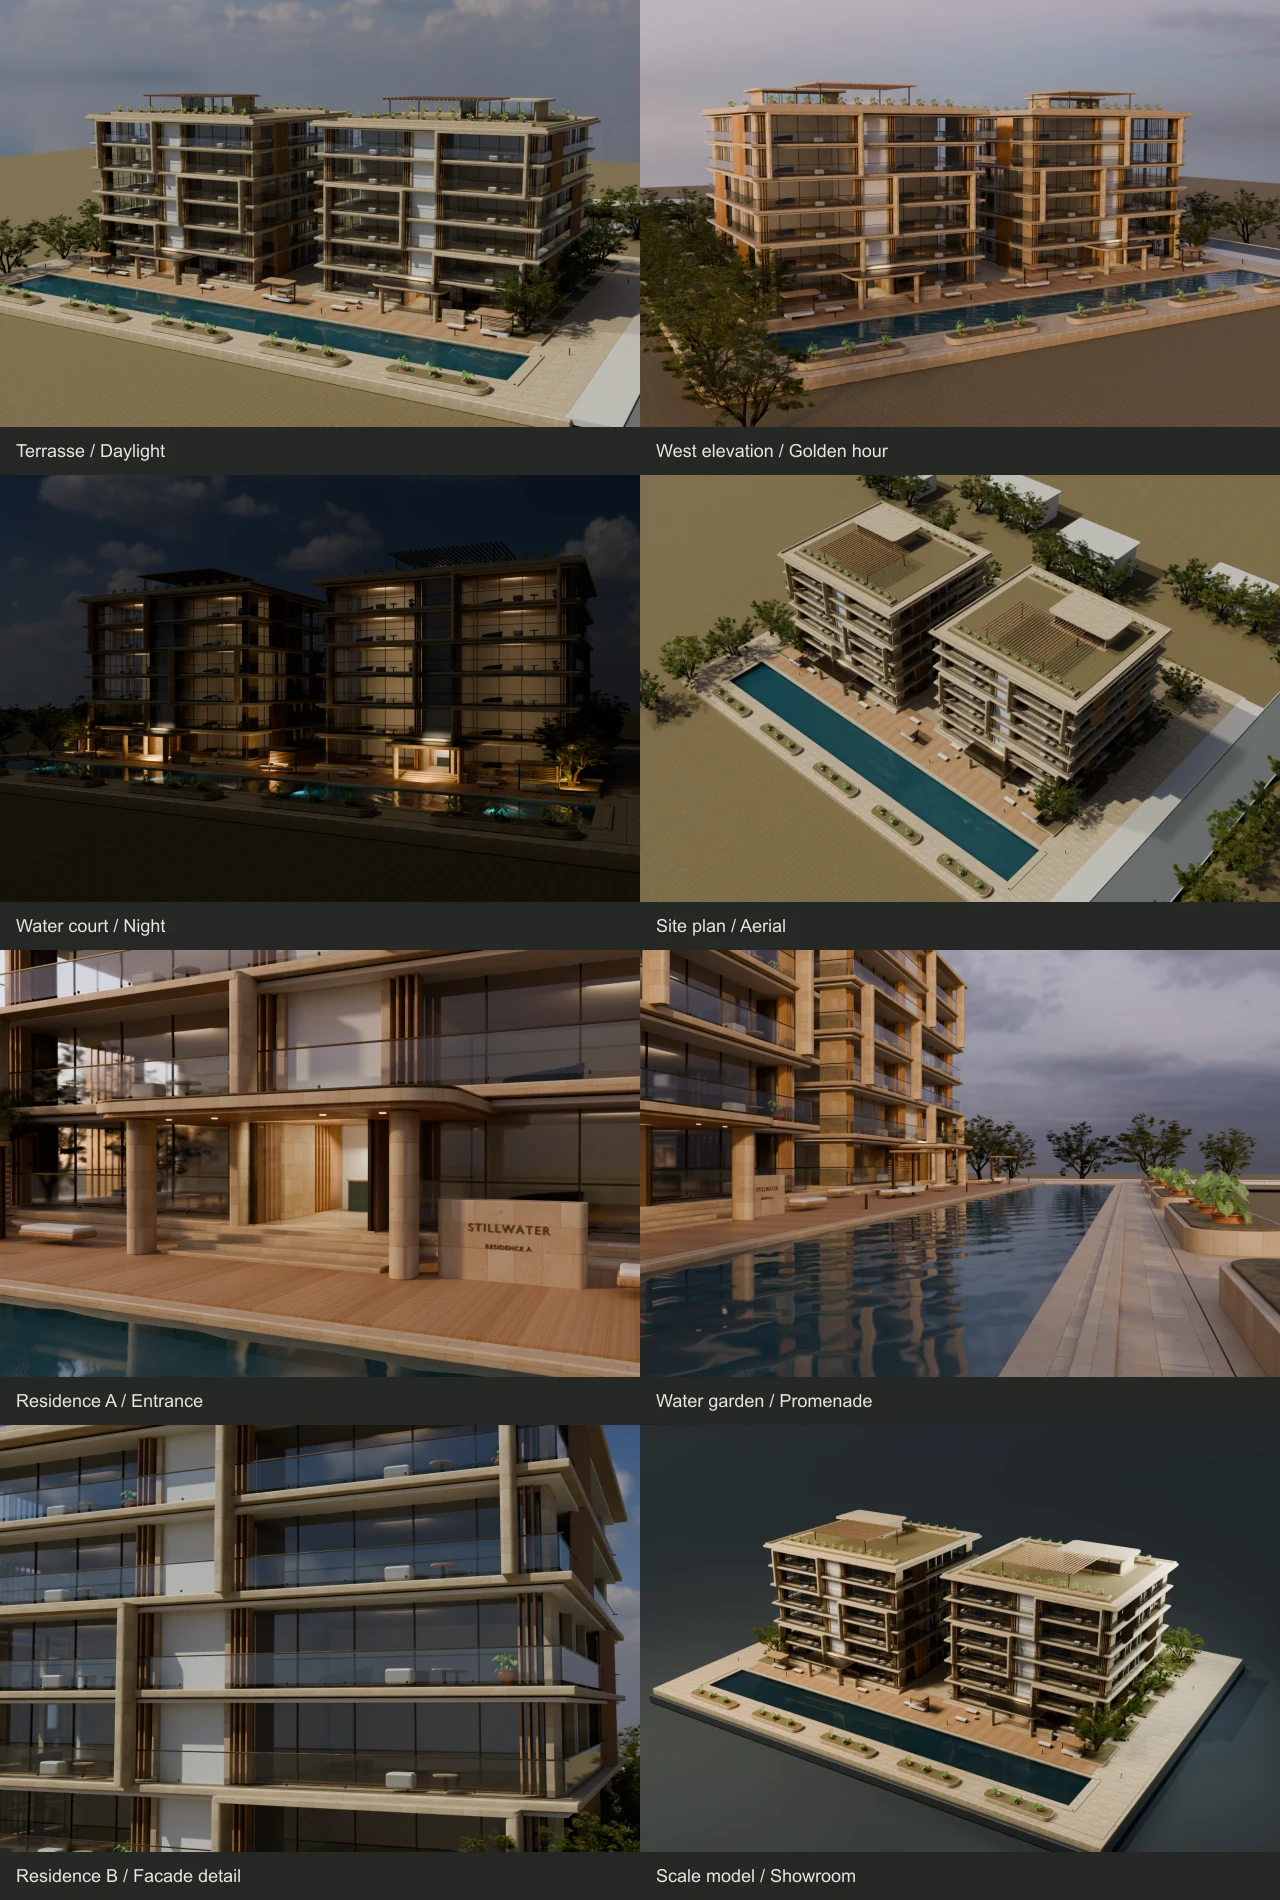 Terrasse / Daylight
West elevation / Golden hour
Water court / Night
Site plan / Aerial
STILLWATER
RESIDENCE A
STILLWATER
Residence A / Entrance
Water garden / Promenade
Residence B / Facade detail
Scale model / Showroom